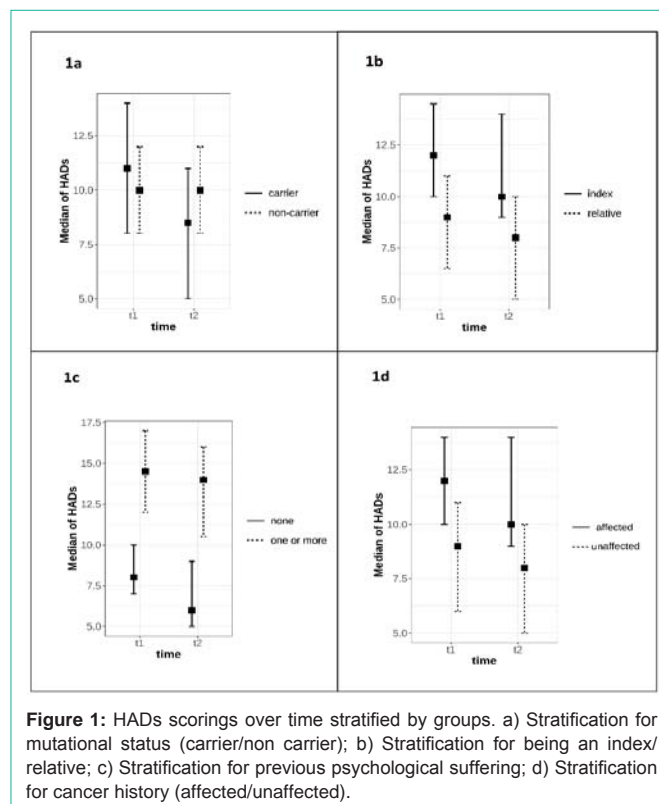 1a
Median of HADs
12.5
10.0
7.5
5.0
t1
t2
time
carrier
non-carrier
1b
Median of HADs
12.5
10.0
7.5
5.0
t1
t2
time
index
relative
1c
Median of HADs
17.5
15.0
12.5
10.0
7.5
5.0
t1
t2
time
none
one or more
1d
Median of HADs
12.5
10.0
7.5
5.0
t1
t2
time
affected
unaffected
Figure 1: HADs scorings over time stratified by groups. a) Stratification for
mutational status (carrier/non carrier); b) Stratification for being an index/
relative; c) Stratification for previous psychological suffering; d) Stratification
for cancer history (affected/unaffected).